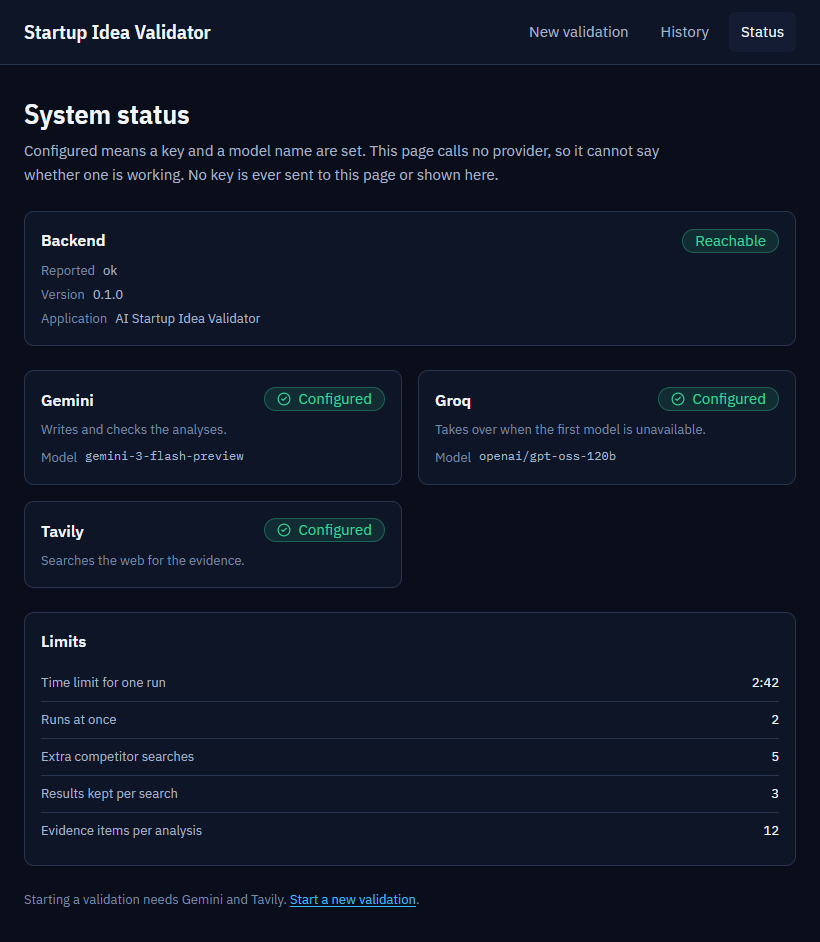 Startup Idea Validator
New validation
History
Status
System status
Configured means a key and a model name are set. This page calls no provider, so it cannot say
whether one is working. No key is ever sent to this page or shown here.
Backend
Reachable
Reported ok
Version 0.1.0
Application AI Startup Idea Validator
Gemini
Configured
Writes and checks the analyses.
Model gemini-3-flash-preview
Groq
Configured
Takes over when the first model is unavailable.
Model openai/gpt-oss-120b
Tavily
Configured
Searches the web for the evidence.
Limits
Time limit for one run 2:42
Runs at once 2
Extra competitor searches 5
Results kept per search 3
Evidence items per analysis 12
Starting a validation needs Gemini and Tavily. Start a new validation.